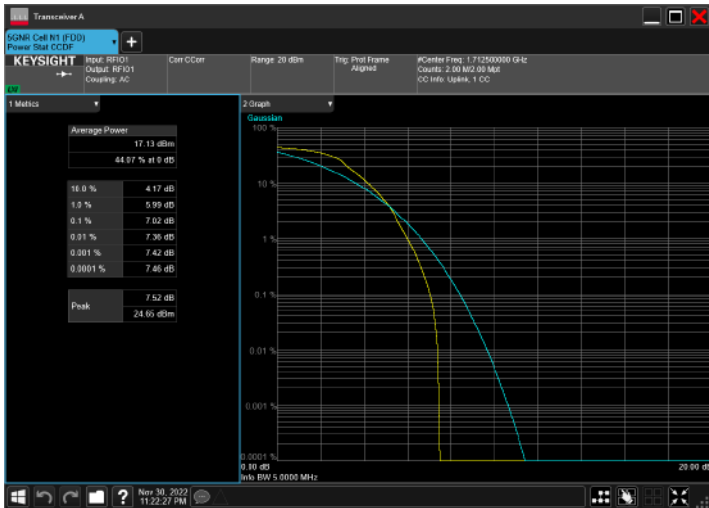 Transceiver A
5GNR Cell N1 (FDD)
Power Stat CCDF
KEYSIGHT
Input: RFIO1
Output: RFIO1
Coupling: AC
Corr CCorr
Range: 20 dBm
Trig: Prot Frame
Aligned
#Center Freq: 1.712500000 GHz
Counts: 2.00 M/2.00 Mpt
CC Info: Uplink, 1 CC
1 Metrics
2 Graph
Average Power
17.13 dBm
44.07 % at 0 dB
10.0 % 4.17 dB
1.0 % 5.99 dB
0.1 % 7.02 dB
0.01 % 7.36 dB
0.001 % 7.42 dB
0.0001 % 7.46 dB
Peak
7.52 dB
24.65 dBm
Gaussian
100 %
10 %
1 %
0.1 %
0.01 %
0.001 %
0.0001 %
0.00 dB
20.00 dB
Info BW 5.0000 MHz
Nov 30, 2022
11:22:27 PM